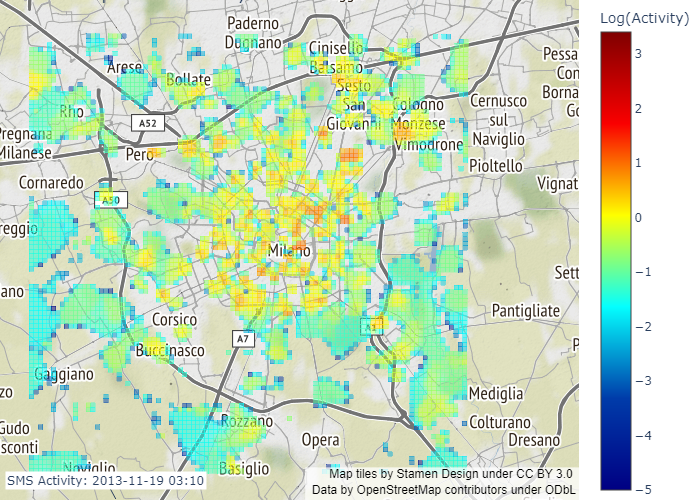 Paderno
Dugnano
Log(Activity)
Cinisello
Balsamo
Arese
Bollate
Sesto
San
Giovanni
Cologno
Monzese
Pessa
Con
Borna
Go
Rho
A52
Cernusco
sul
Naviglio
Pregnana
Milanese
Pero
Vimodrone
Pioltello
Cornaredo
A50
Vignat
reggio
Milano
Sett
ano
Pantigliate
Corsico
A1
A7
Buccinasco
P
Gaggiano
zo
Mediglia
Rozzano
Colturano
Gudo
sconti
Opera
Dresano
Noviglio
Basiglio
SMS Activity: 2013-11-19 03:10
Map tiles by Stamen Design under CC BY 3.0
Data by OpenStreetMap contributors under ODbL
3
2
1
0
−1
−2
−3
−4
−5